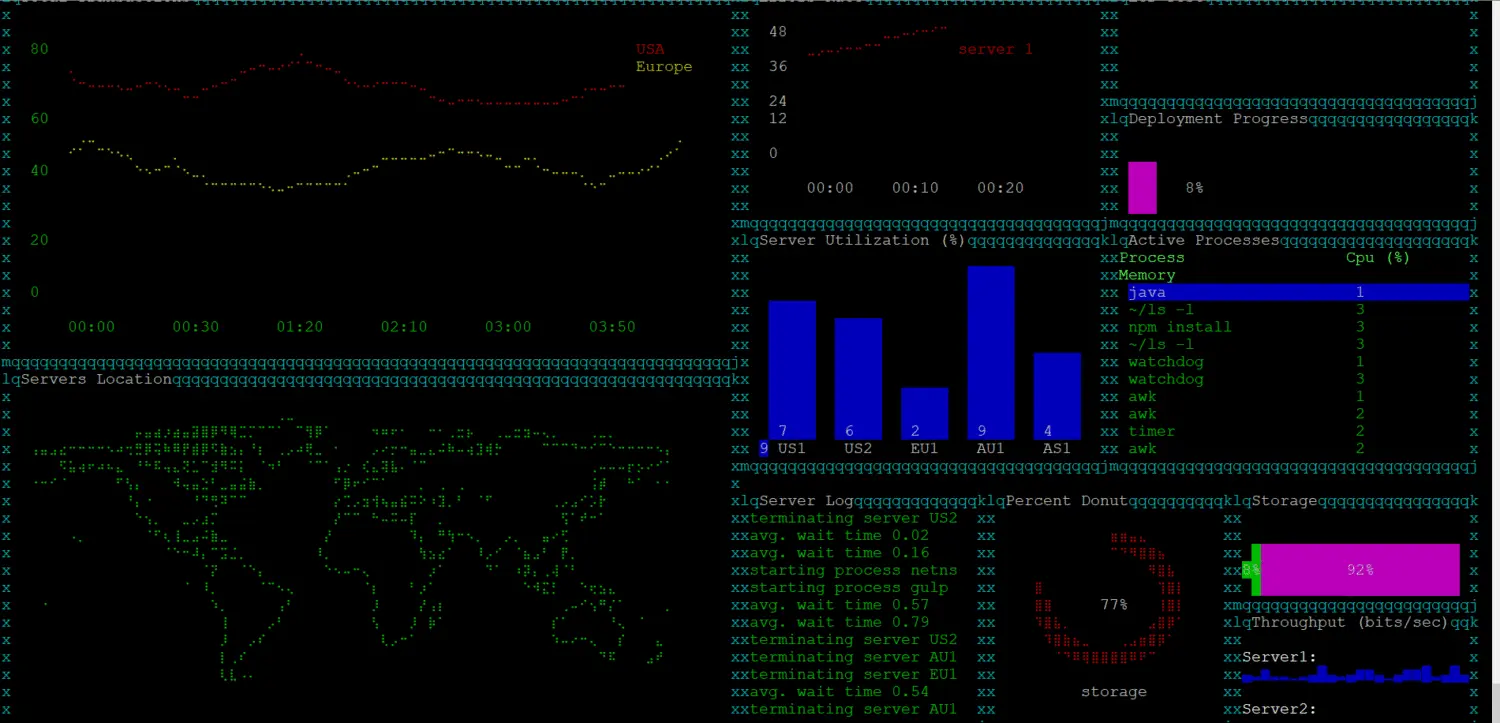 80
60
40
20
0
USA
Europe
00:00 00:30 01:20 02:10 03:00 03:50
Servers Location
48
36
24
12
0
server 1
00:00 00:10 00:20
Server Utilization (%)
7 6 2 9 4
9 US1 US2 EU1 AU1 AS1
Deployment Progress
8%
Active Processes
Process Cpu (%)
Memory
java 1
~/ls -l 3
npm install 3
~/ls -l 3
watchdog 1
watchdog 3
awk 1
awk 2
timer 2
awk 2
Server Log
terminating server US2
avg. wait time 0.02
avg. wait time 0.16
starting process netns
starting process gulp
avg. wait time 0.57
avg. wait time 0.79
terminating server US2
terminating server AU1
terminating server EU1
avg. wait time 0.54
terminating server AU1
Percent Donut
77%
storage
Storage
8% 92%
Throughput (bits/sec)
Server1:
Server2: